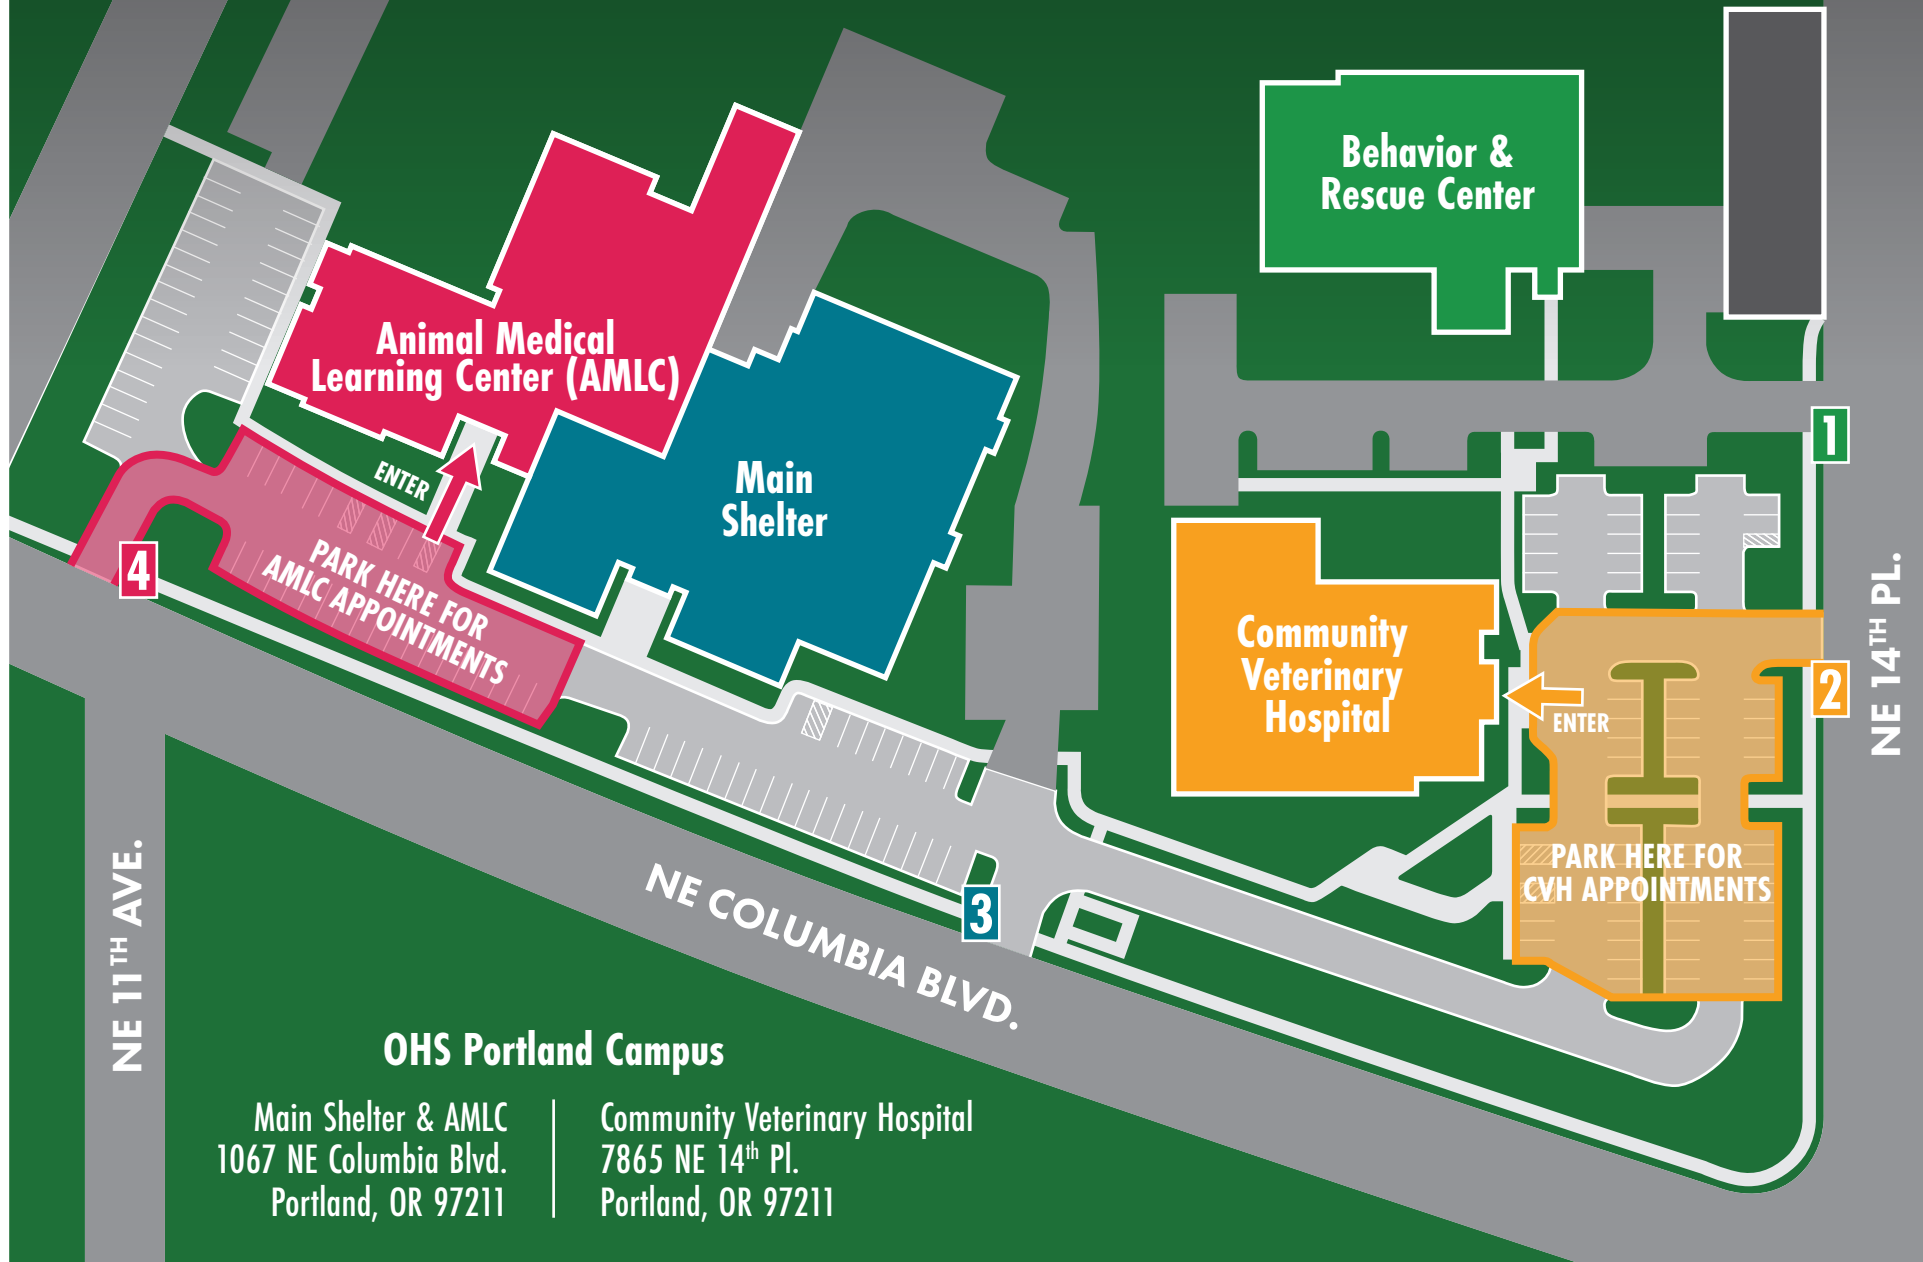 Behavior &
Rescue Center
Animal Medical
Learning Center (AMLC)
ENTER
Main
Shelter
1
PARK HERE FOR
AMLC APPOINTMENTS
4
Community
Veterinary
Hospital
ENTER
2
NE 14TH PL.
PARK HERE FOR
CVH APPOINTMENTS
3
NE COLUMBIA BLVD.
NE 11TH AVE.
OHS Portland Campus
Main Shelter & AMLC
1067 NE Columbia Blvd.
Portland, OR 97211
Community Veterinary Hospital
7865 NE 14th Pl.
Portland, OR 97211